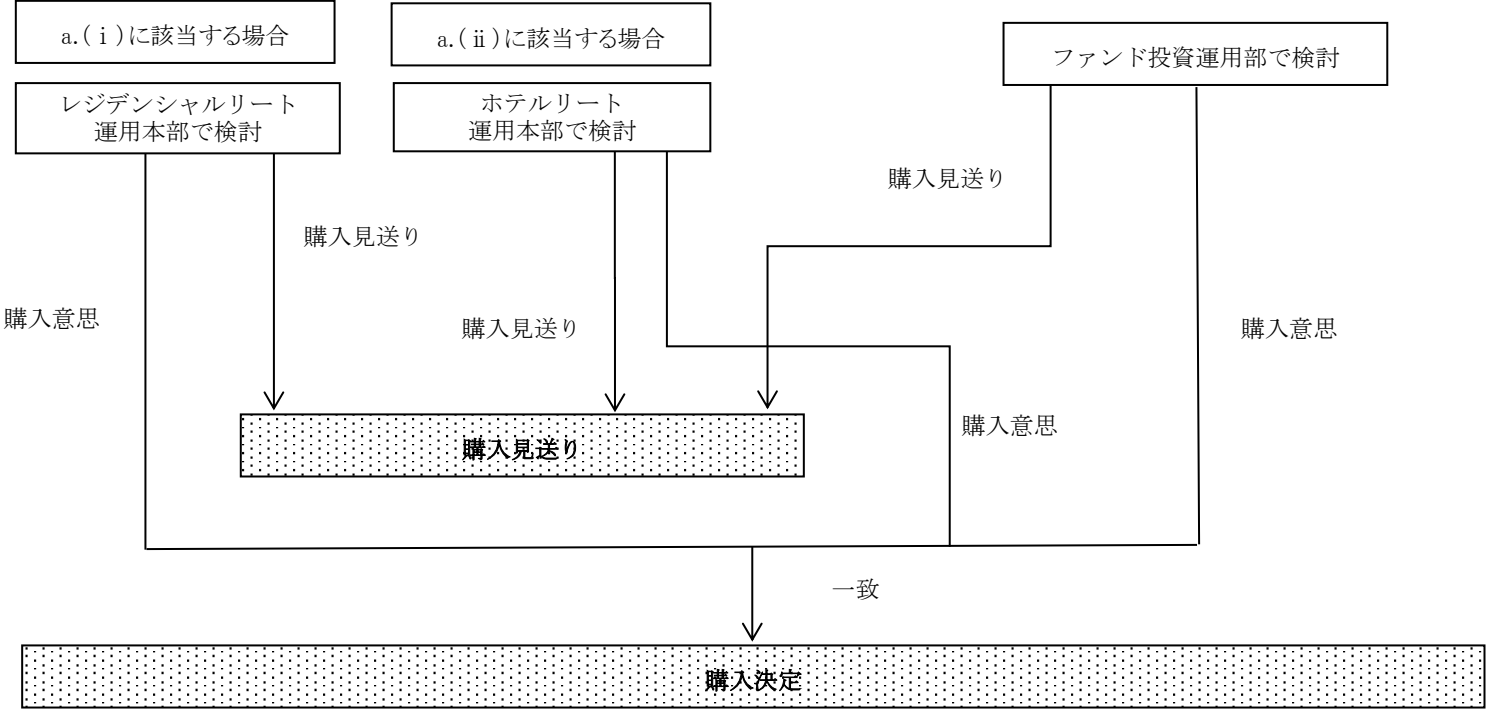 a.(ⅰ)に該当する場合
a.(ⅱ)に該当する場合
ファンド投資運用部で検討
レジデンシャルリート
運用本部で検討
ホテルリート
運用本部で検討
購入見送り
購入見送り
購入意思
購入見送り
購入意思
購入意思
購入見送り
一致
購入決定